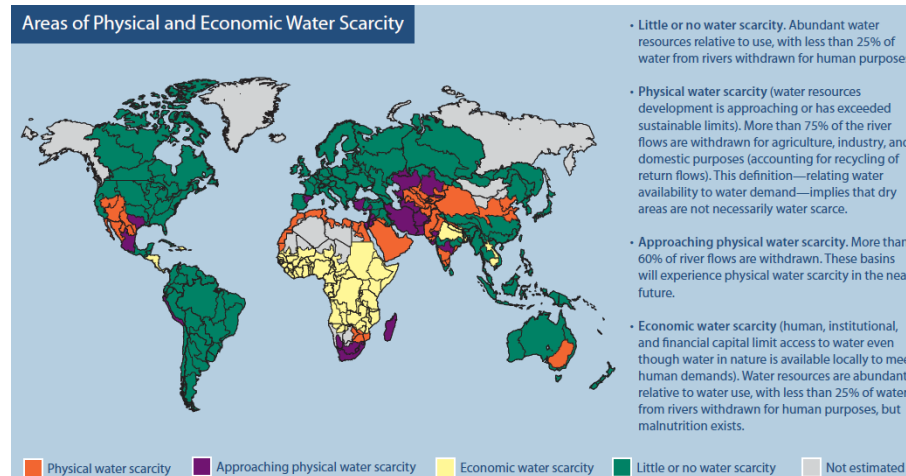 Areas of Physical and Economic Water Scarcity
• Little or no water scarcity. Abundant water
resources relative to use, with less than 25% of
water from rivers withdrawn for human purpose
• Physical water scarcity (water resources
development is approaching or has exceeded
sustainable limits). More than 75% of the river
flows are withdrawn for agriculture, industry, and
domestic purposes (accounting for recycling of
return flows). This definition—relating water
availability to water demand—implies that dry
areas are not necessarily water scarce.
• Approaching physical water scarcity. More than
60% of river flows are withdrawn. These basins
will experience physical water scarcity in the nea
future.
• Economic water scarcity (human, institutional,
and financial capital limit access to water even
though water in nature is available locally to mee
human demands). Water resources are abundant
relative to water use, with less than 25% of water
from rivers withdrawn for human purposes, but
malnutrition exists.
Physical water scarcity
Approaching physical water scarcity
Economic water scarcity
Little or no water scarcity
Not estimated